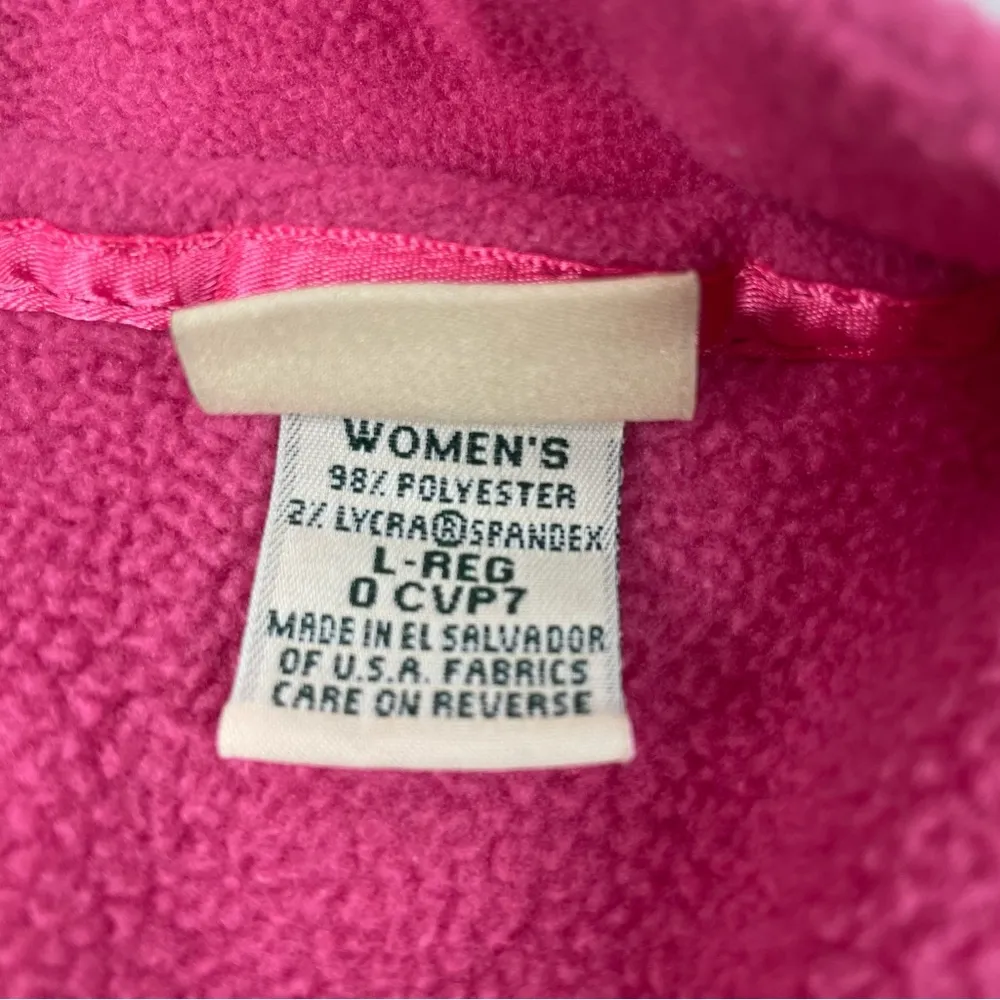 WOMEN'S
98% POLYESTER
2% LYCRA® SPANDEX
L-REG
0 CVP7
MADE IN EL SALVADOR
OF U.S.A. FABRICS
CARE ON REVERSE